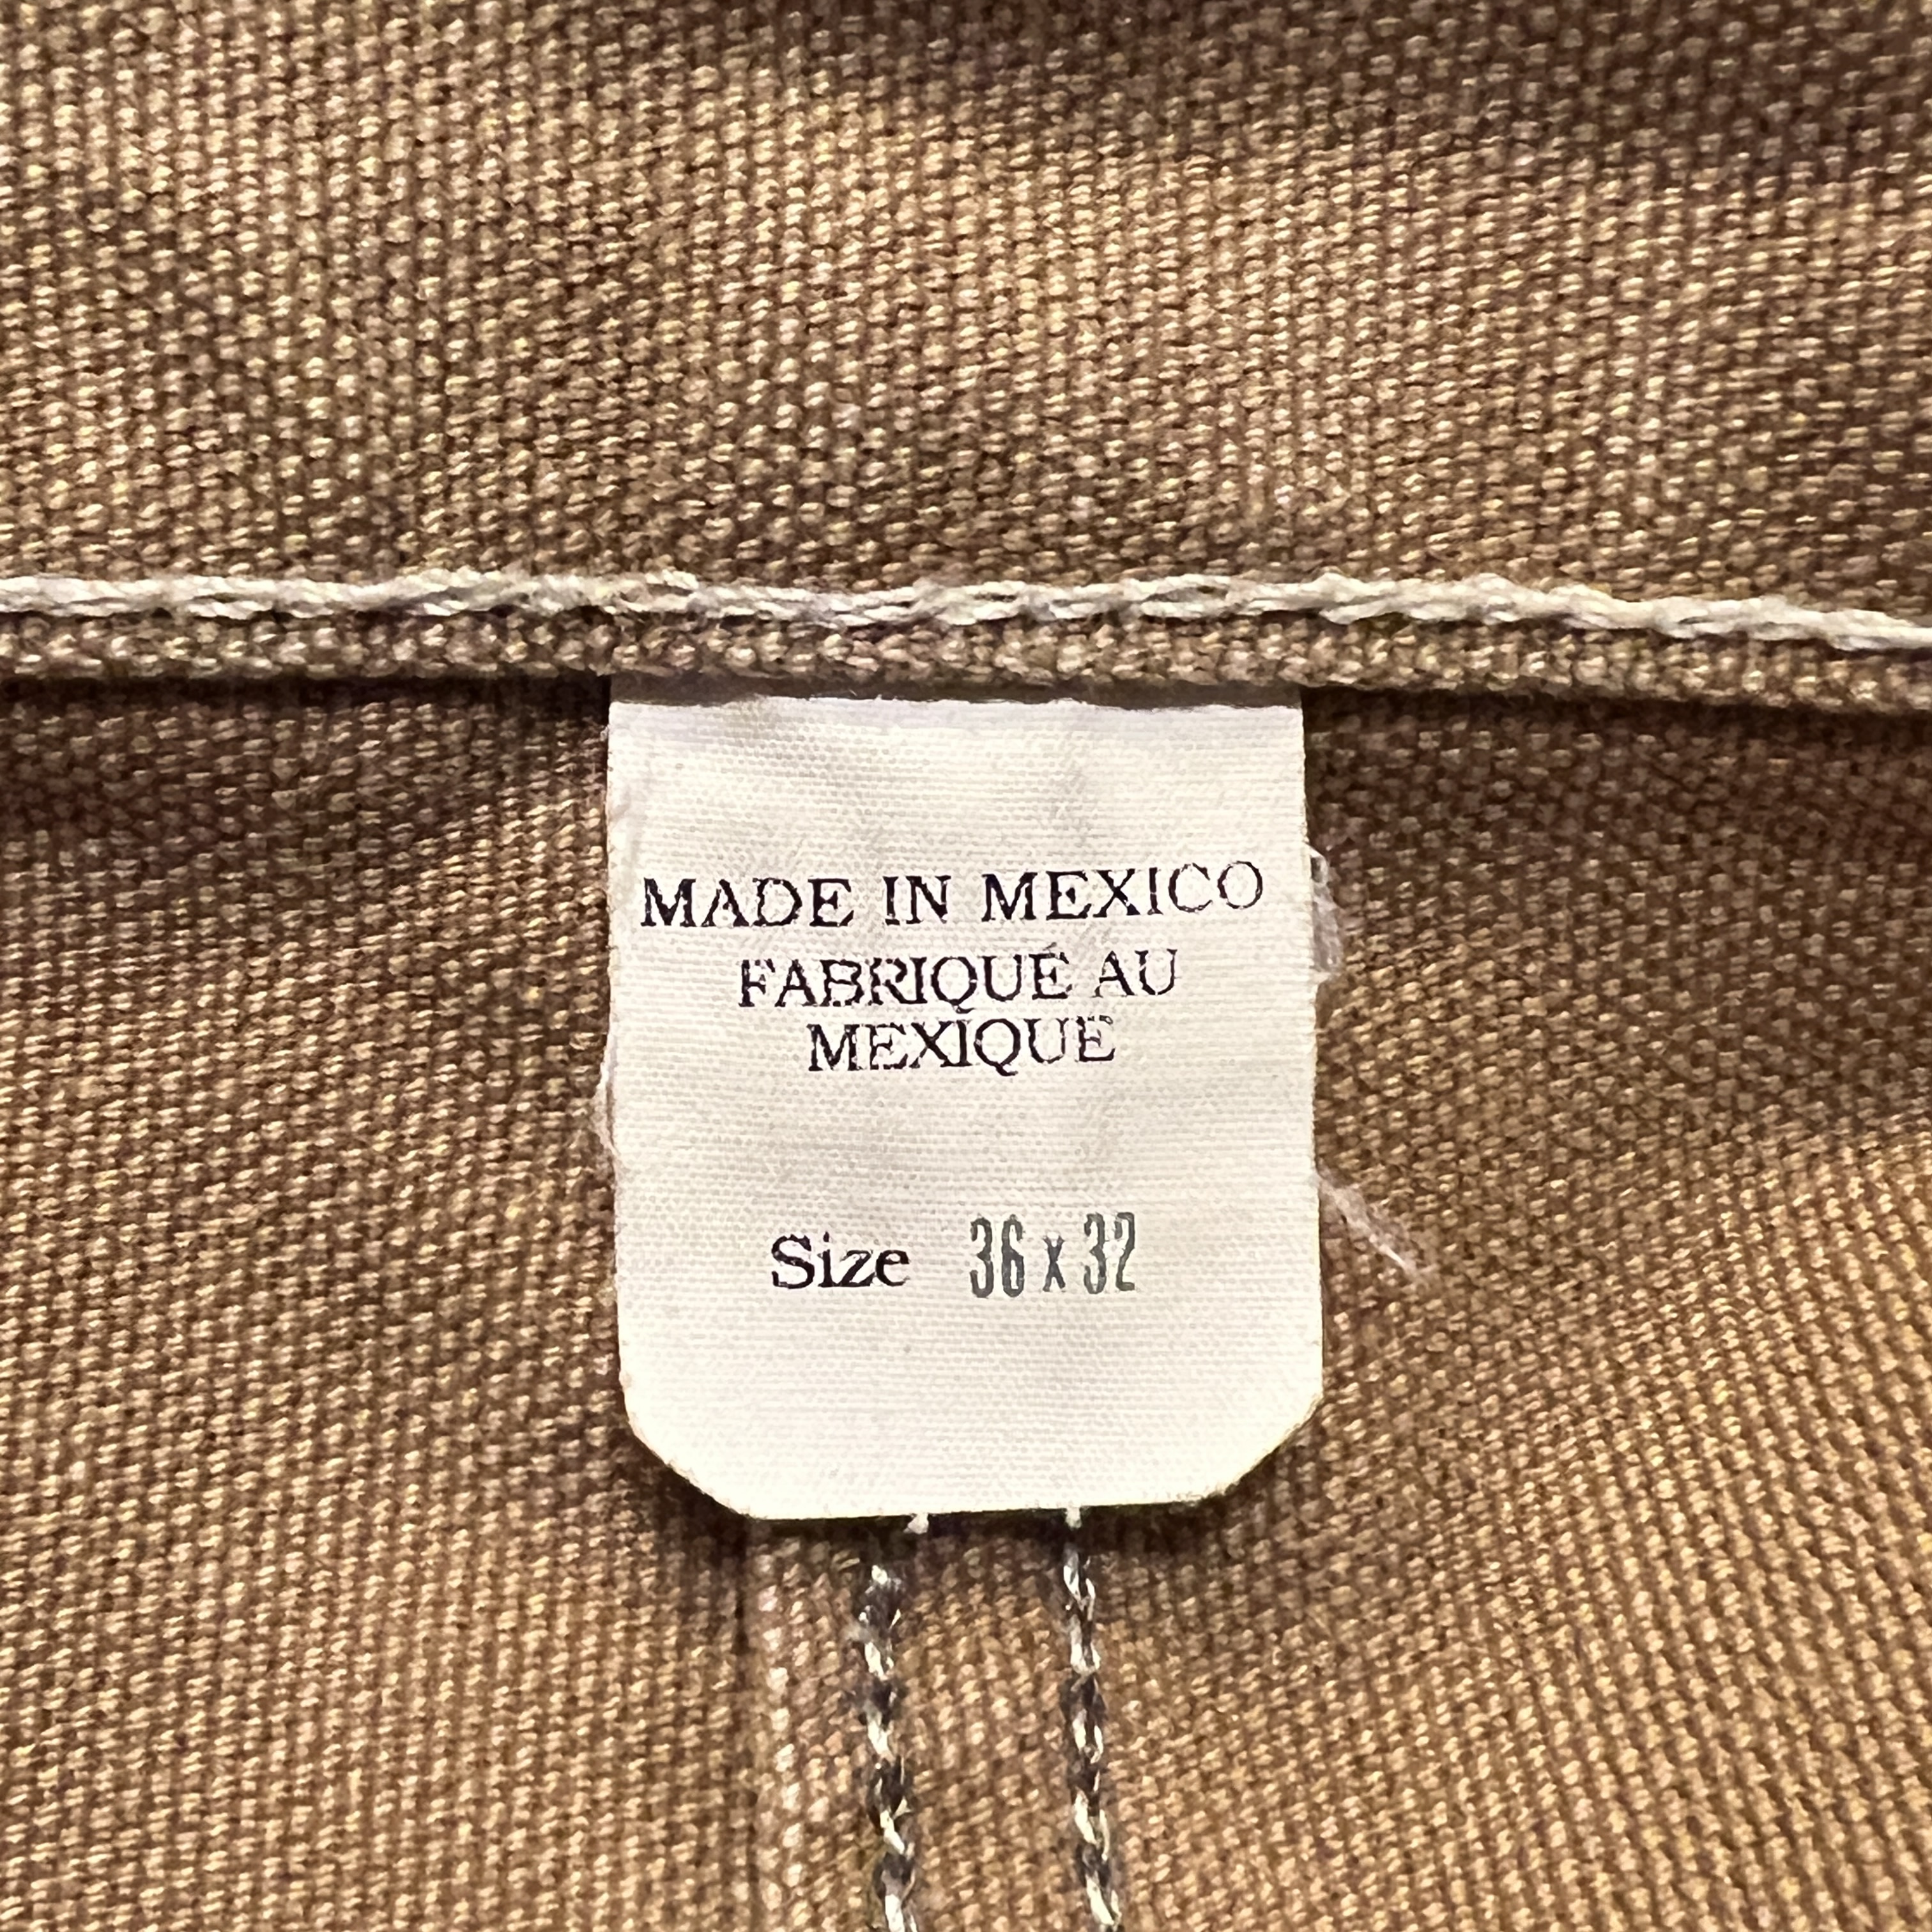 MADE IN MEXICO
FABRIQUÉ AU
MEXIQUE
Size 36 x 32